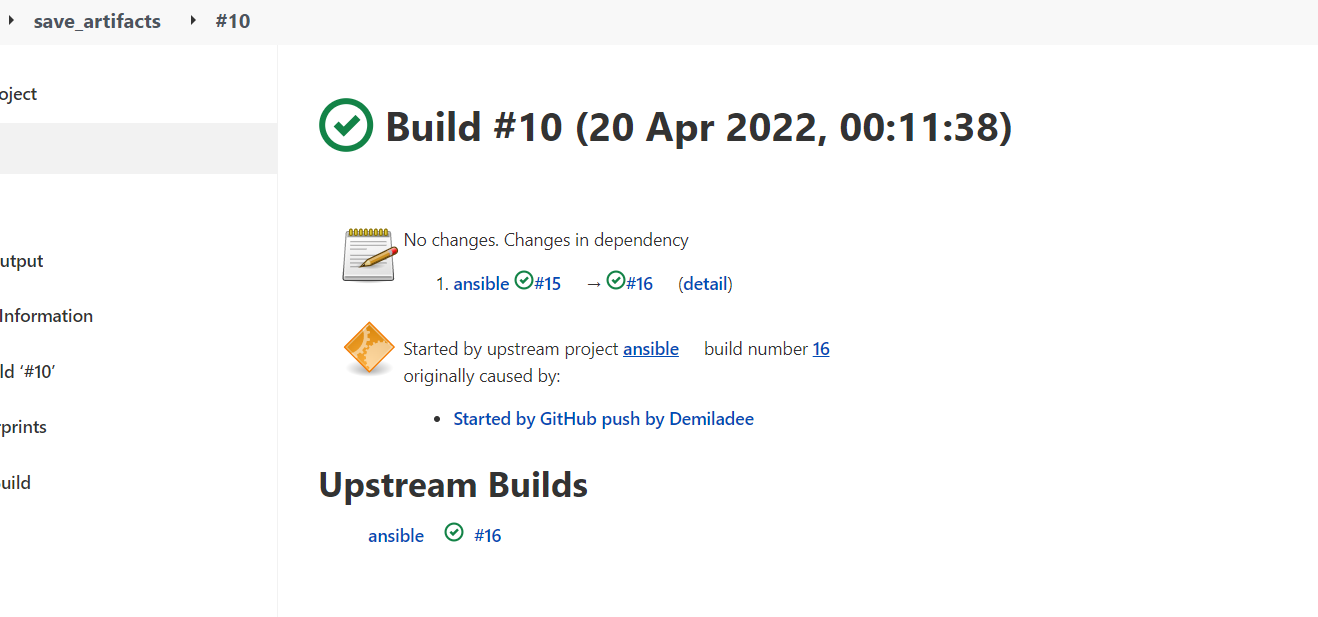 save_artifacts #10
oject
Build #10 (20 Apr 2022, 00:11:38)
No changes. Changes in dependency
utput
1. ansible #15 → #16 (detail)
Information
Started by upstream project ansible build number 16
ld ‘#10’
originally caused by:
Started by GitHub push by Demiladee
prints
uild
Upstream Builds
ansible #16